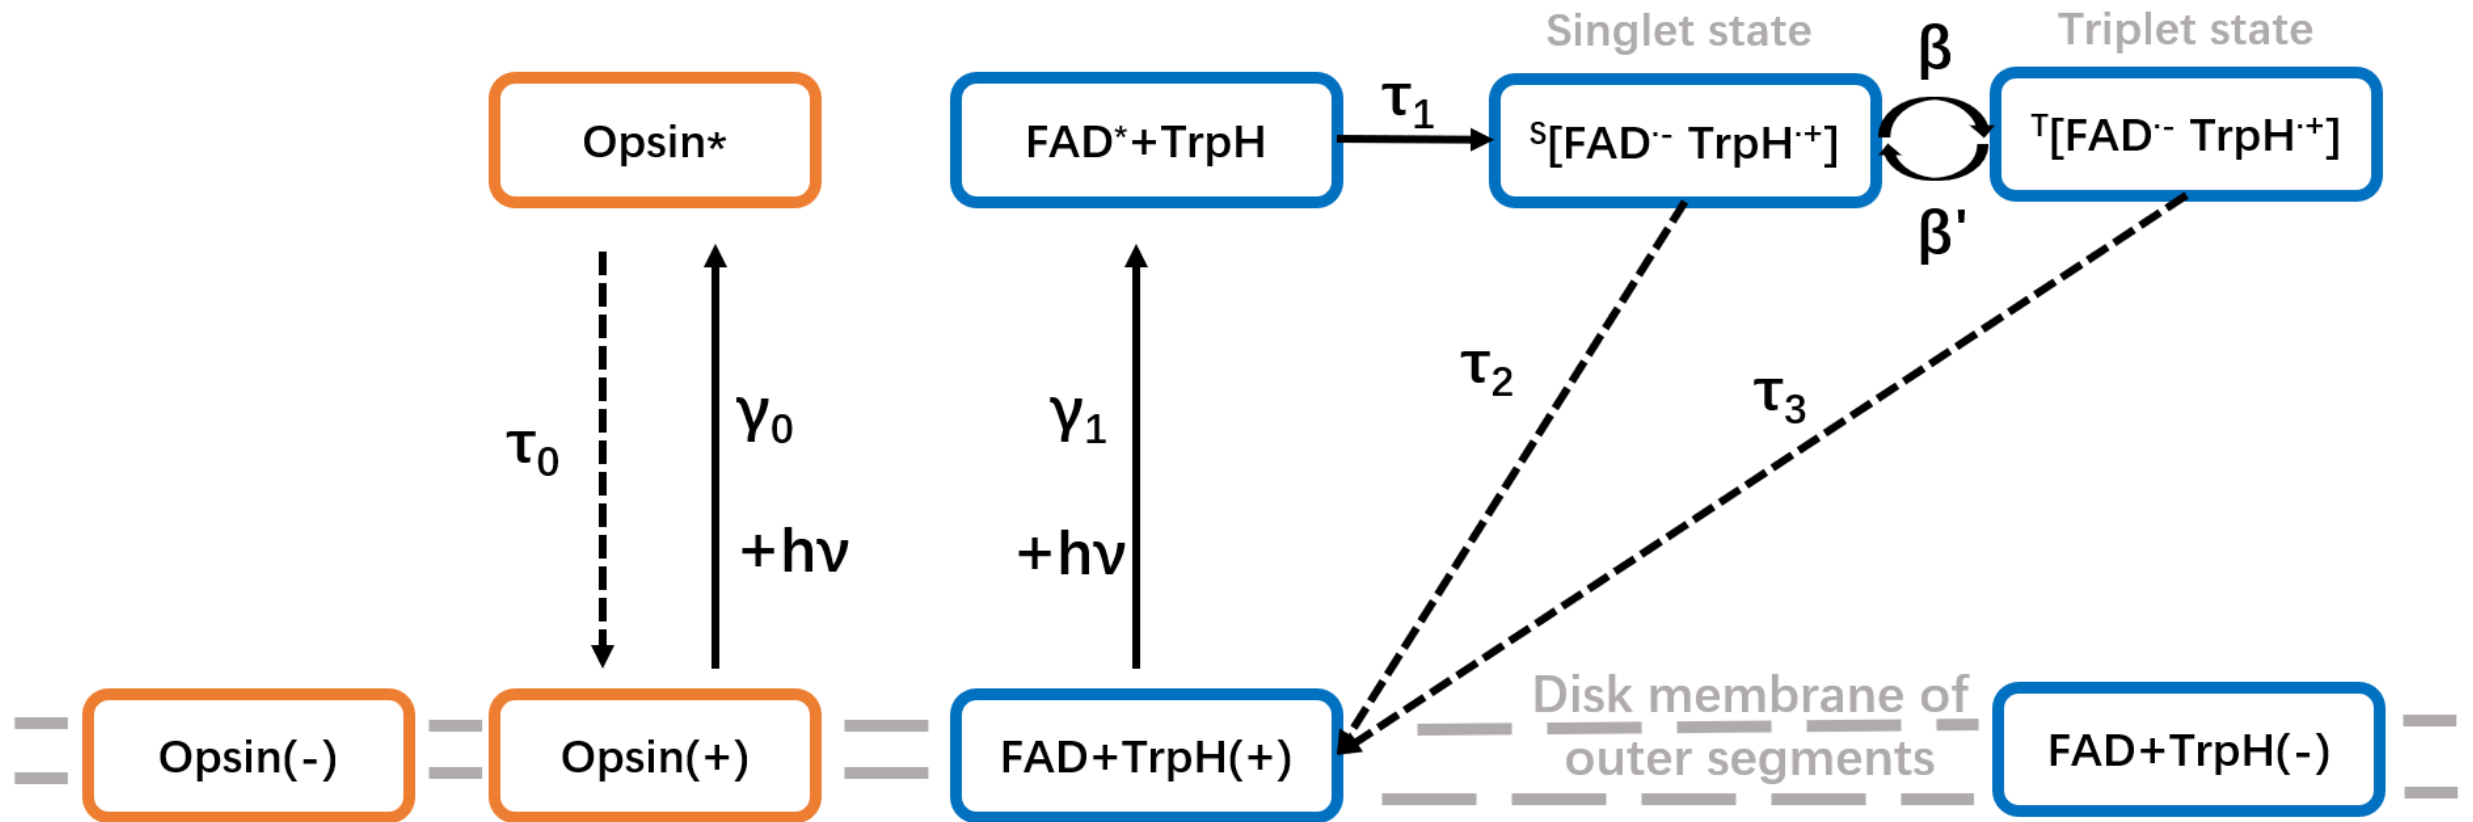 Singlet state
β
Triplet state
Opsin*
FAD*+TrpH
τ1
S[FAD·- TrpH·+]
T[FAD·- TrpH·+]
β'
τ0
γ0
+hν
γ1
+hν
τ2
τ3
Disk membrane of
outer segments
Opsin(-)
Opsin(+)
FAD+TrpH(+)
FAD+TrpH(-)